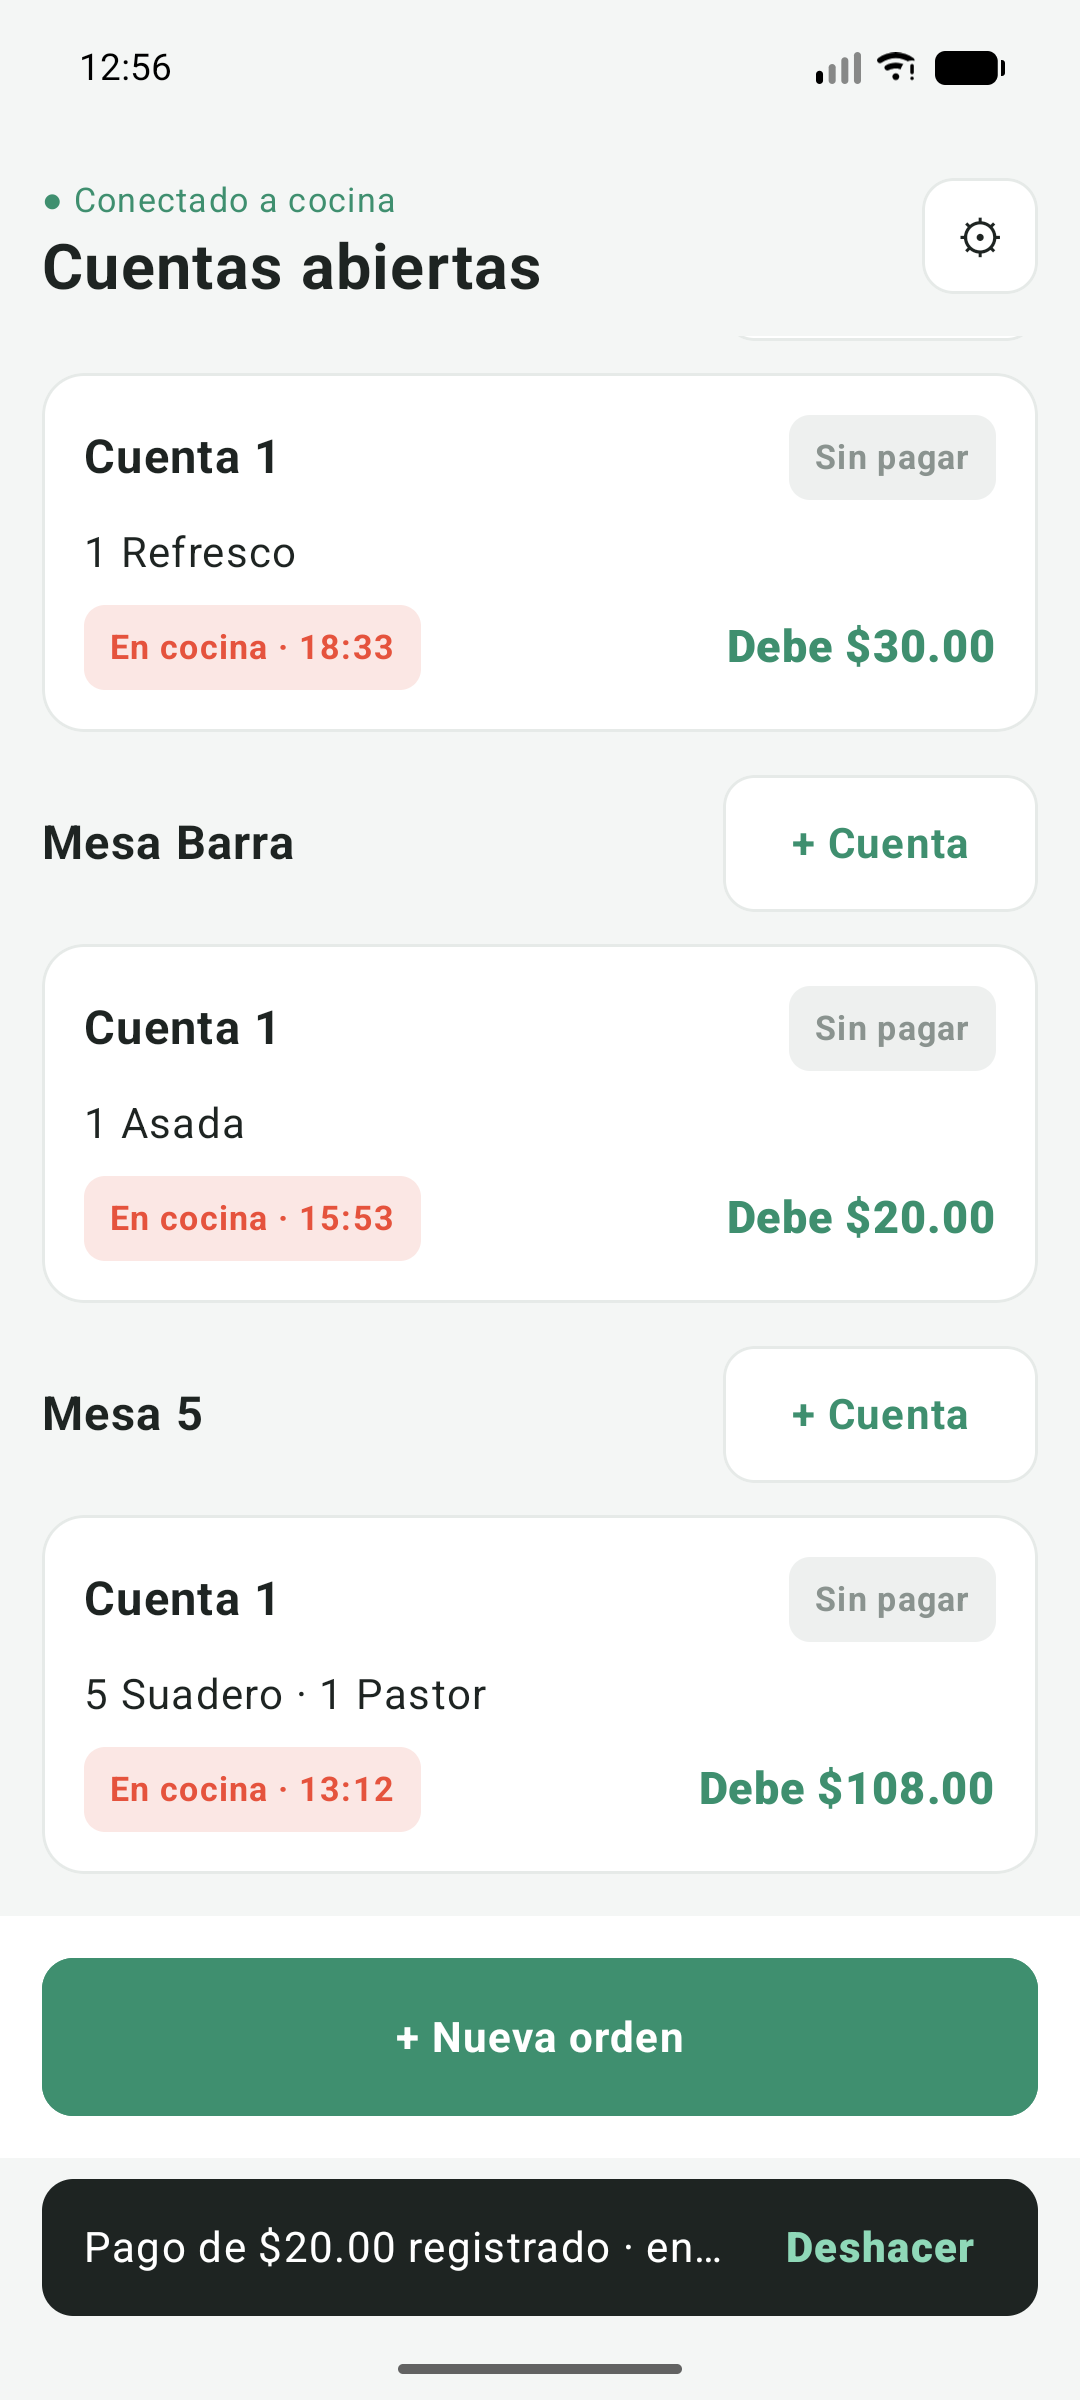 12:56
● Conectado a cocina
Cuentas abiertas
Cuenta 1
Sin pagar
1 Refresco
En cocina · 18:33
Debe $30.00
Mesa Barra
+ Cuenta
Cuenta 1
Sin pagar
1 Asada
En cocina · 15:53
Debe $20.00
Mesa 5
+ Cuenta
Cuenta 1
Sin pagar
5 Suadero · 1 Pastor
En cocina · 13:12
Debe $108.00
+ Nueva orden
Pago de $20.00 registrado · en…
Deshacer